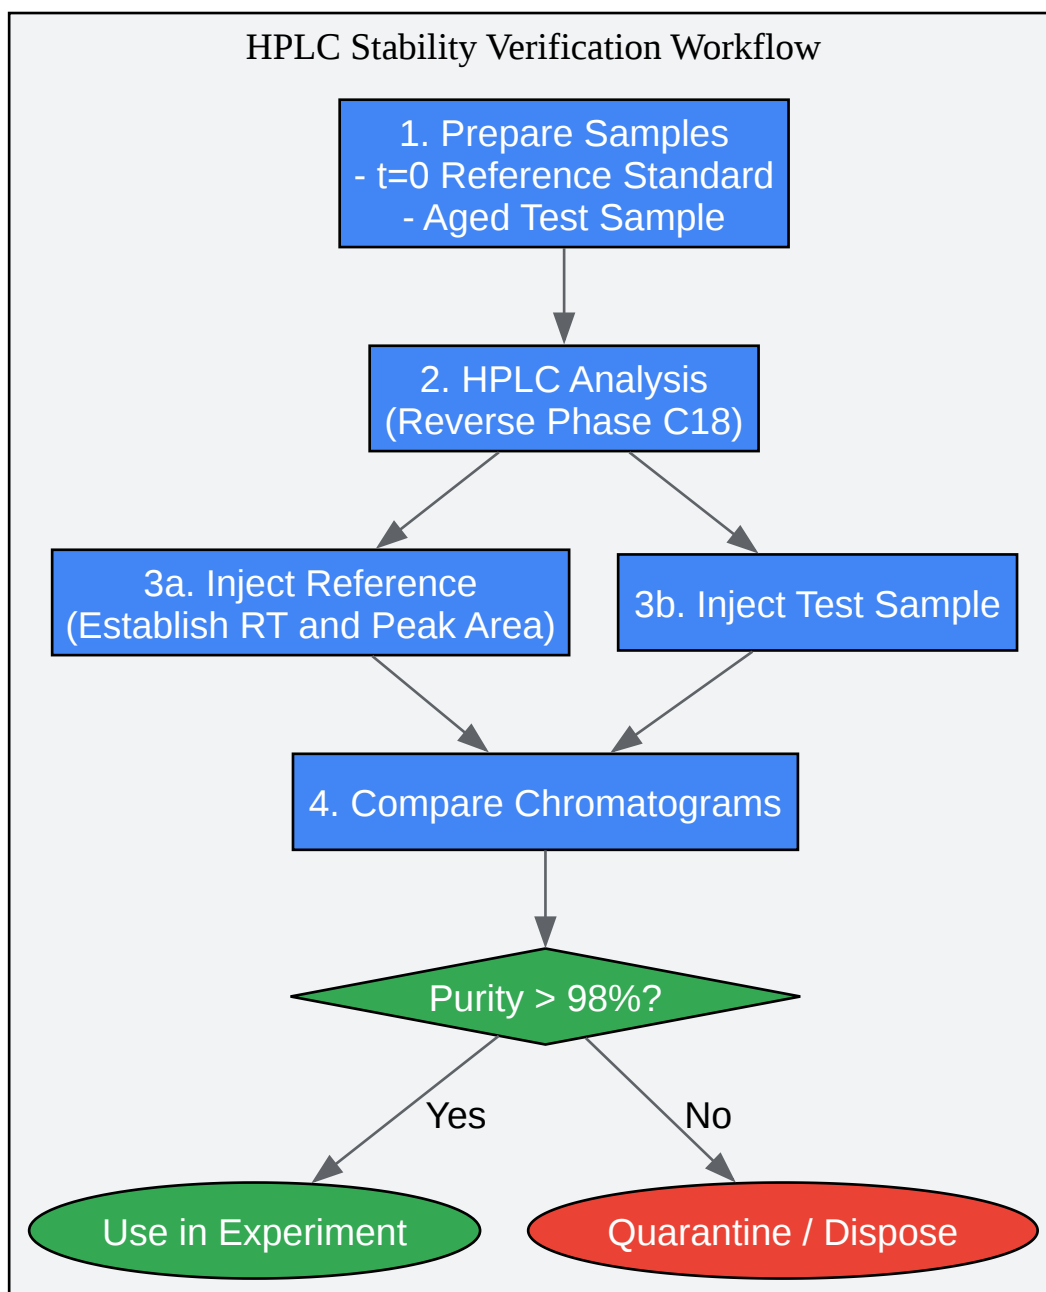 HPLC Stability Verification Workflow
1. Prepare Samples
- t=0 Reference Standard
- Aged Test Sample
2. HPLC Analysis
(Reverse Phase C18)
3a. Inject Reference
(Establish RT and Peak Area)
3b. Inject Test Sample
4. Compare Chromatograms
Purity > 98%?
Yes
No
Use in Experiment
Quarantine / Dispose